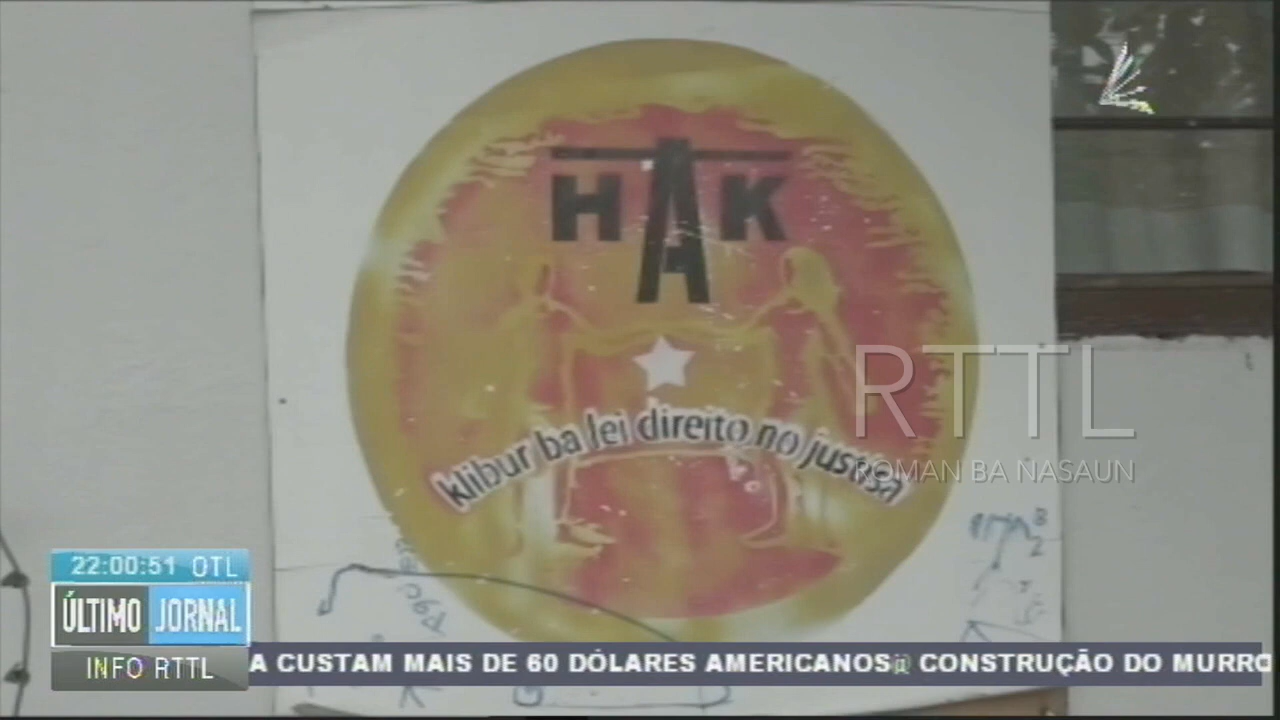 HAK
klibur ba lei direito no justisa
RTTL
ROMAN BA NASAUN
22:00:51 OTL
ÚLTIMO JORNAL
INFO RTTL
A CUSTAM MAIS DE 60 DÓLARES AMERICANOS@ CONSTRUÇÃO DO MURRO